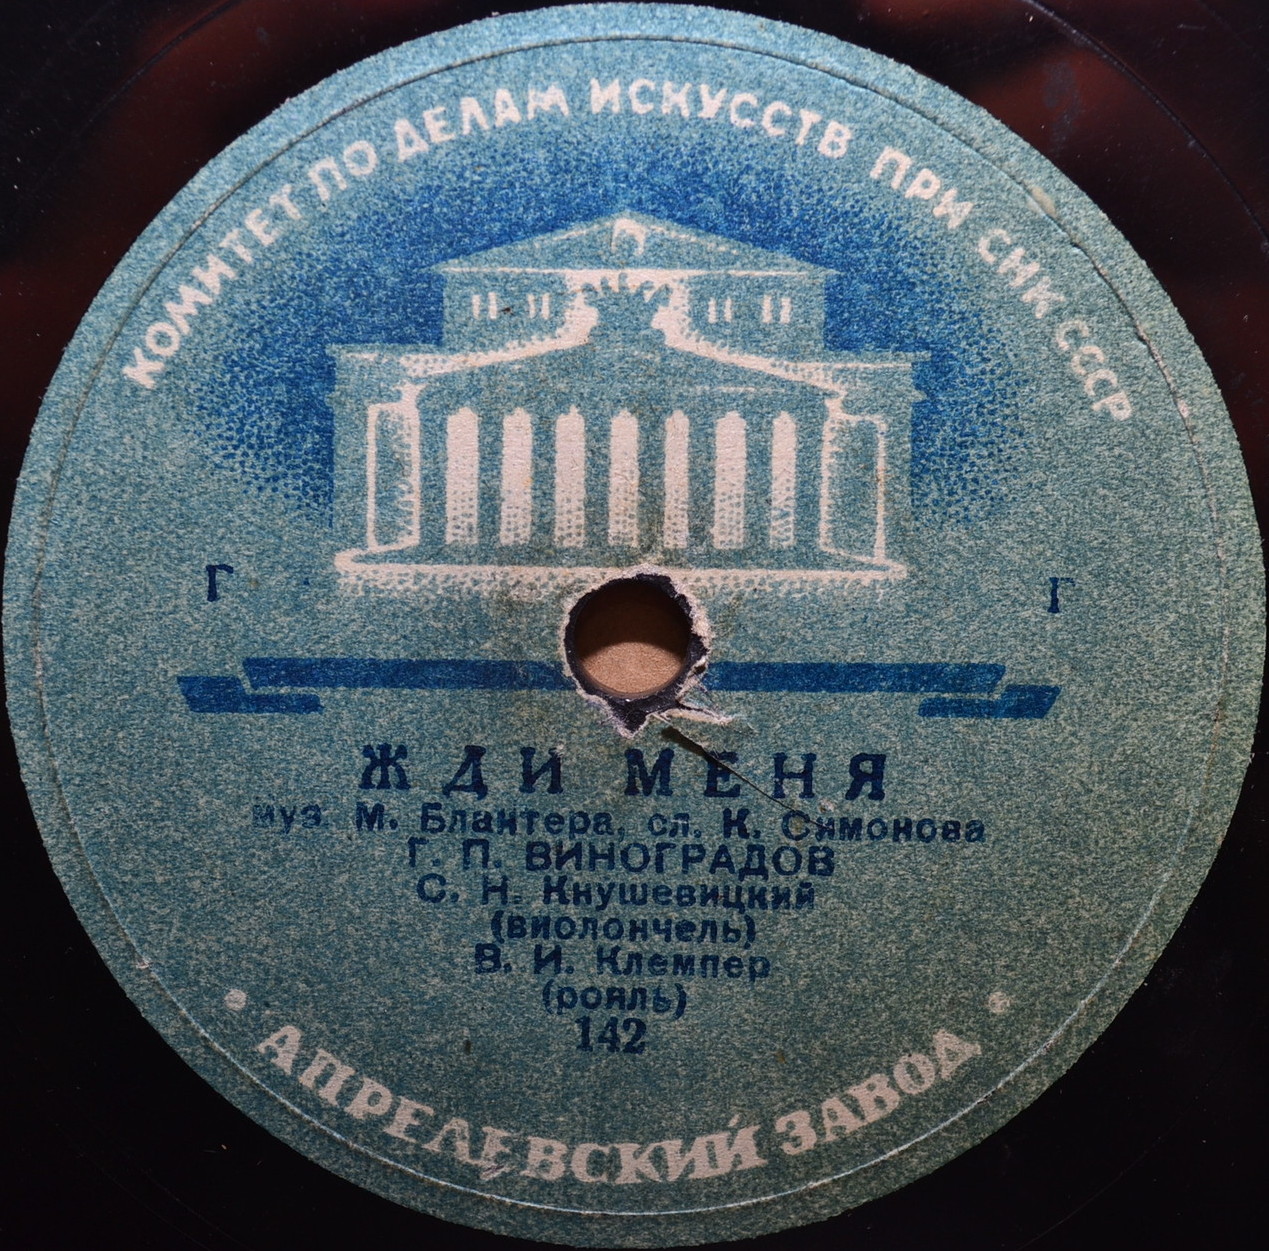 КОМИТЕТ ПО ДЕЛАМ ИСКУССТВ ПРИ СНК СССР
Г Г
ЖДИ МЕНЯ
муз. М. Блантера, сл. К. Симонова
Г. П. ВИНОГРАДОВ
С. Н. Кнушевицкий
(виолончель)
В. И. Клемпер
(рояль)
142
АПРЕЛЕВСКИЙ ЗАВОД